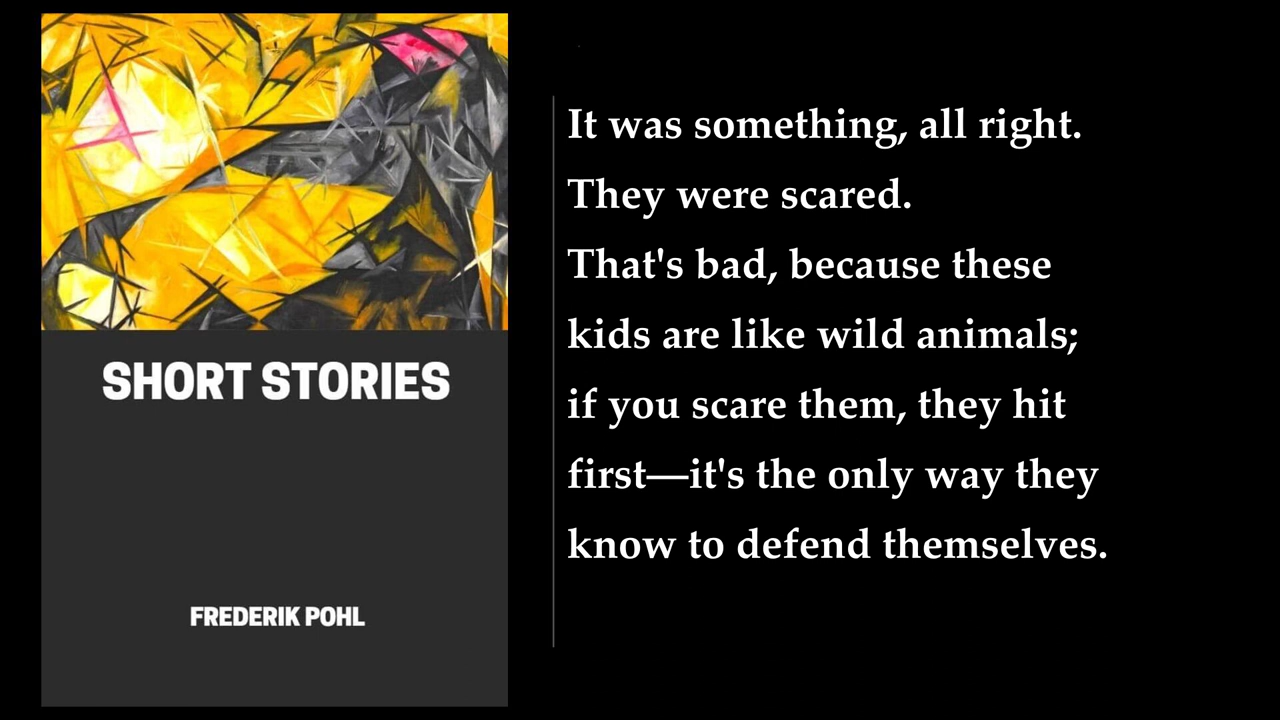 SHORT STORIES
FREDERIK POHL
It was something, all right.
They were scared.
That's bad, because these
kids are like wild animals;
if you scare them, they hit
first—it's the only way they
know to defend themselves.